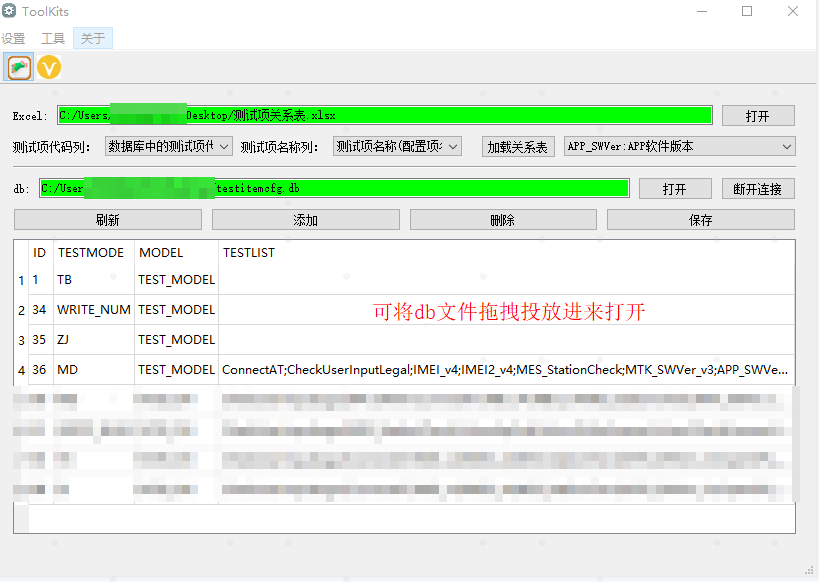 ToolKits
设置 工具 关于
Excel: C:/Users/ Desktop/测试项关系表.xlsx 打开
测试项代码列: 数据库中的测试项代 测试项名称列: 测试项名称(配置项 加载关系表 APP_SWVer:APP软件版本
db: C:/User testitemcfg.db 打开 断开连接
刷新 添加 删除 保存
ID TESTMODE MODEL TESTLIST
1 1 TB TEST_MODEL
2 34 WRITE_NUM TEST_MODEL
可将db文件拖拽投放进来打开
3 35 ZJ TEST_MODEL
4 36 MD TEST_MODEL ConnectAT;CheckUserInputLegal;IMEI_v4;IMEI2_v4;MES_StationCheck;MTK_SWVer_v3;APP_SWVe...